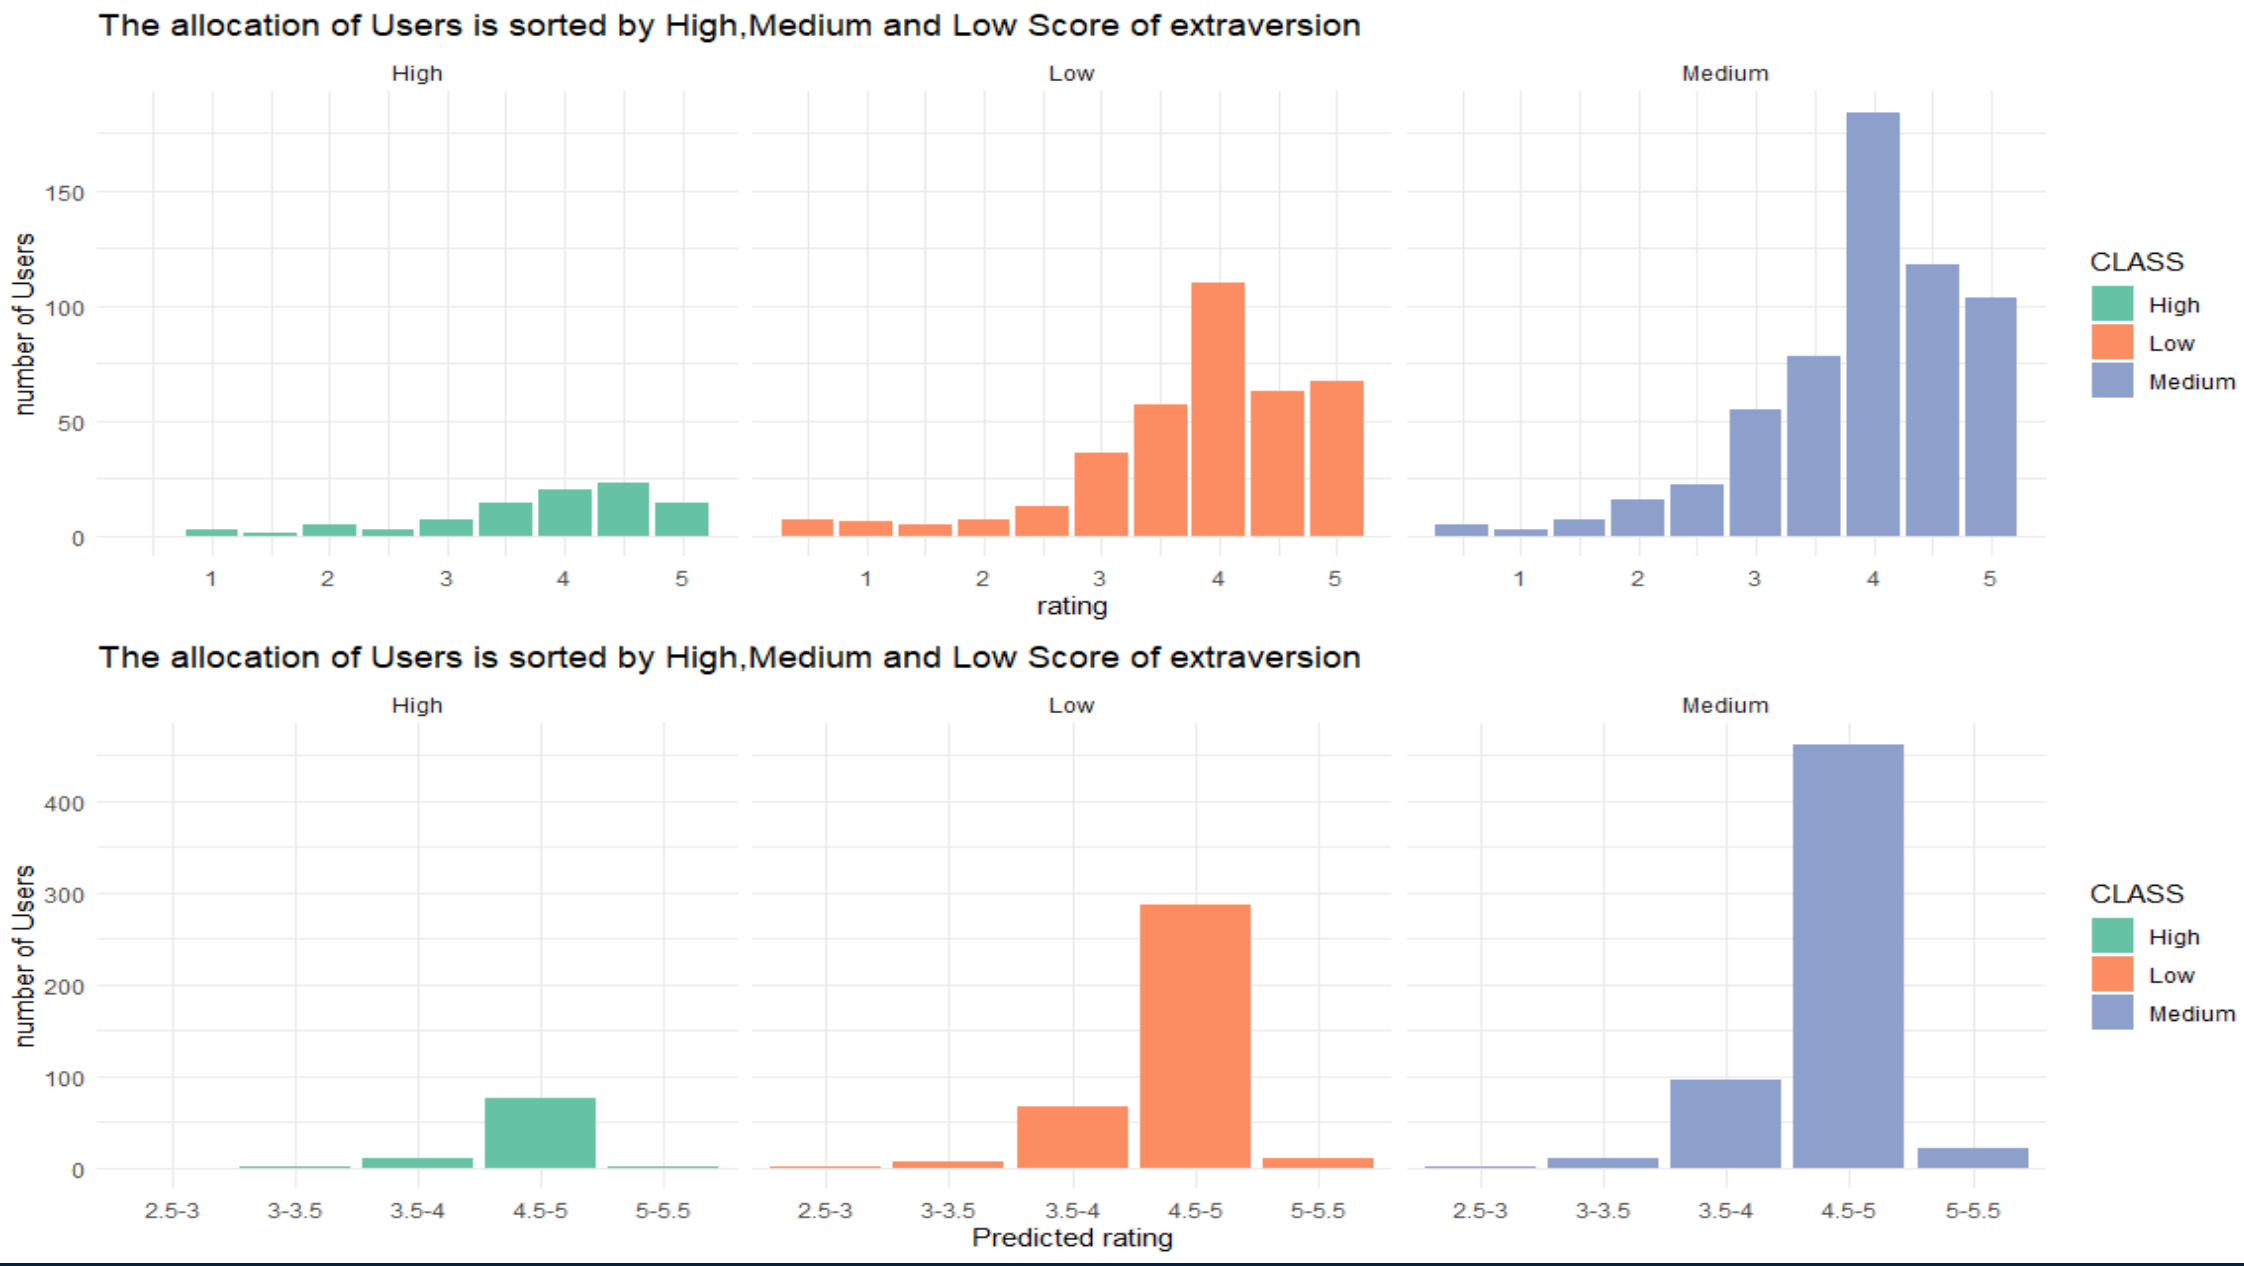 The allocation of Users is sorted by High,Medium and Low Score of extraversion
High Low Medium
number of Users
150
100
50
0
1 2 3 4 5 1 2 3 4 5 1 2 3 4 5
rating
CLASS
High
Low
Medium
The allocation of Users is sorted by High,Medium and Low Score of extraversion
High Low Medium
number of Users
400
300
200
100
0
2.5-3 3-3.5 3.5-4 4.5-5 5-5.5 2.5-3 3-3.5 3.5-4 4.5-5 5-5.5 2.5-3 3-3.5 3.5-4 4.5-5 5-5.5
Predicted rating
CLASS
High
Low
Medium